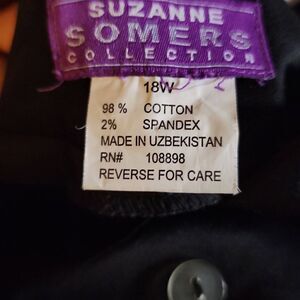 SUZANNE
SOMERS
COLLECTION
18W
98 % COTTON
2% SPANDEX
MADE IN UZBEKISTAN
RN# 108898
REVERSE FOR CARE